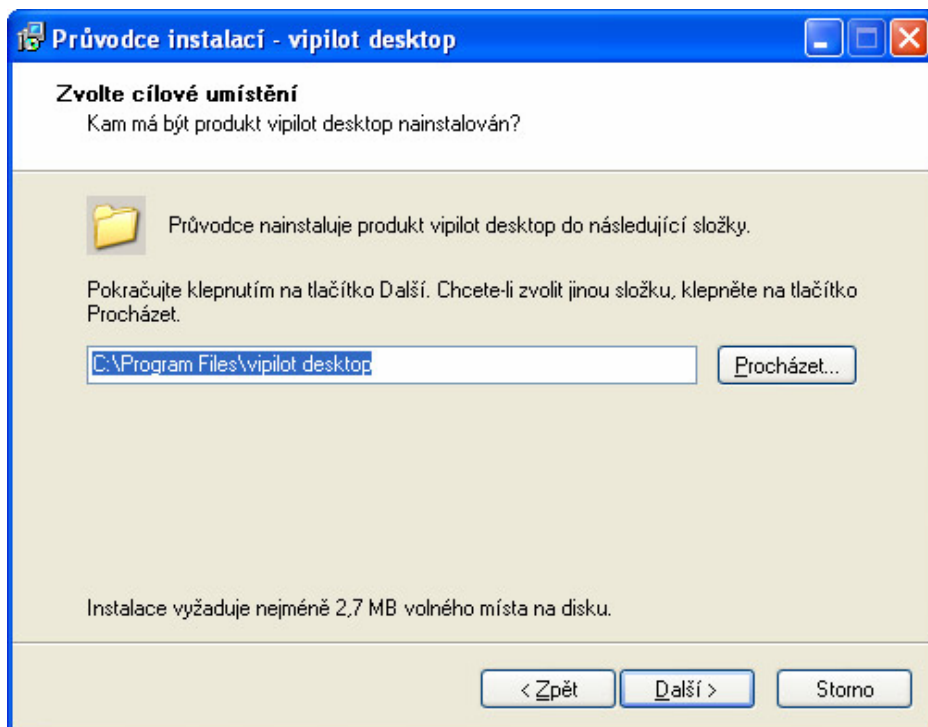 Průvodce instalací - vipilot desktop
Zvolte cílové umístění
Kam má být produkt vipilot desktop nainstalován?
Průvodce nainstaluje produkt vipilot desktop do následující složky.
Pokračujte klepnutím na tlačítko Další. Chcete-li zvolit jinou složku, klepněte na tlačítko
Procházet.
C:\Program Files\vipilot desktop
Procházet...
Instalace vyžaduje nejméně 2,7 MB volného místa na disku.
< Zpět
Další >
Storno